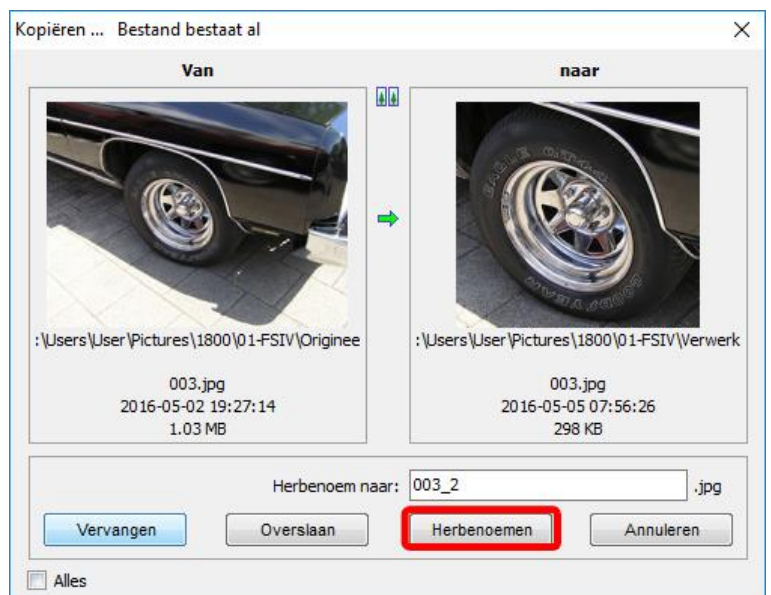 Kopiëren ... Bestand bestaat al
Van
naar
EAGLE
GOODYEAR
:\Users\User\Pictures\1800\01-FSIV\Originee
:\Users\User\Pictures\1800\01-FSIV\Verwerk
003.jpg
003.jpg
2016-05-02 19:27:14
2016-05-05 07:56:26
1.03 MB
298 KB
Herbenoem naar: 003_2 .jpg
Vervangen Overslaan Herbenoemen Annuleren
Alles